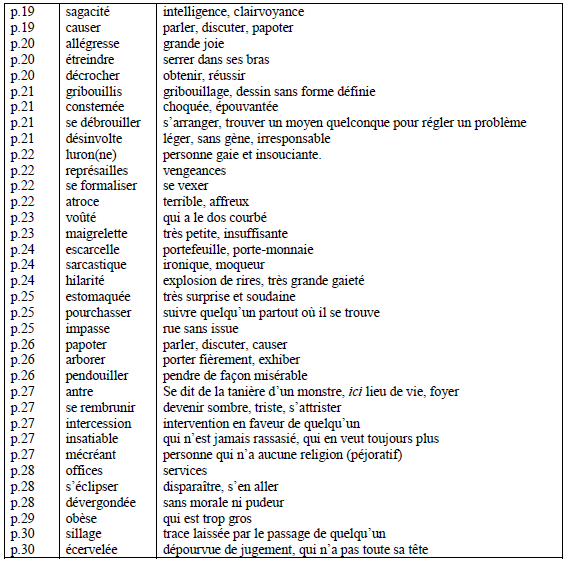 p.19 sagacité intelligence, clairvoyance
p.19 causer parler, discuter, papoter
p.20 allégresse grande joie
p.20 étreindre serrer dans ses bras
p.20 décrocher obtenir, réussir
p.21 gribouillis gribouillage, dessin sans forme définie
p.21 consternée choquée, épouvantée
p.21 se débrouiller s’arranger, trouver un moyen quelconque pour régler un problème
p.21 désinvolte léger, sans gène, irresponsable
p.22 luron(ne) personne gaie et insouciante.
p.22 représailles vengeances
p.22 se formaliser se vexer
p.22 atroce terrible, affreux
p.23 voûté qui a le dos courbé
p.23 maigrelette très petite, insuffisante
p.24 escarcelle portefeuille, porte-monnaie
p.24 sarcastique ironique, moqueur
p.24 hilarité explosion de rires, très grande gaieté
p.25 estomaquée très surprise et soudaine
p.25 pourchasser suivre quelqu’un partout où il se trouve
p.25 impasse rue sans issue
p.26 papoter parler, discuter, causer
p.26 arborer porter fièrement, exhiber
p.26 pendouiller pendre de façon misérable
p.27 antre Se dit de la tanière d’un monstre, ici lieu de vie, foyer
p.27 se rembrunir devenir sombre, triste, s’attrister
p.27 intercession intervention en faveur de quelqu’un
p.27 insatiable qui n’est jamais rassasié, qui en veut toujours plus
p.27 mécréant personne qui n’a aucune religion (péjoratif)
p.28 offices services
p.28 s’éclipser disparaître, s’en aller
p.28 dévergondée sans morale ni pudeur
p.29 obèse qui est trop gros
p.30 sillage trace laissée par le passage de quelqu’un
p.30 écervelée dépourvue de jugement, qui n’a pas toute sa tête